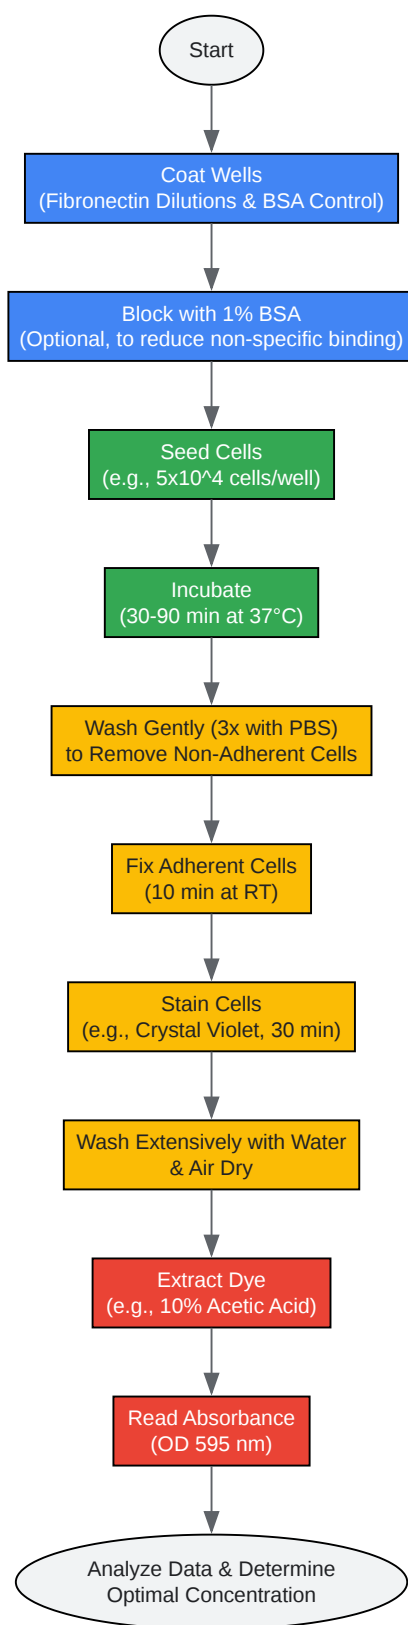 Start
Coat Wells
(Fibronectin Dilutions & BSA Control)
Block with 1% BSA
(Optional, to reduce non-specific binding)
Seed Cells
(e.g., 5x10^4 cells/well)
Incubate
(30-90 min at 37°C)
Wash Gently (3x with PBS)
to Remove Non-Adherent Cells
Fix Adherent Cells
(10 min at RT)
Stain Cells
(e.g., Crystal Violet, 30 min)
Wash Extensively with Water
& Air Dry
Extract Dye
(e.g., 10% Acetic Acid)
Read Absorbance
(OD 595 nm)
Analyze Data & Determine
Optimal Concentration